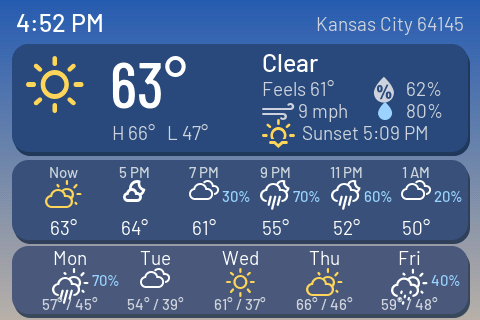 4:52 PM Kansas City 64145
63°
H 66° L 47°
Clear
Feels 61° % 62%
9 mph 80%
Sunset 5:09 PM
Now 5 PM 7 PM 9 PM 11 PM 1 AM
30% 70% 60% 20%
63° 64° 61° 55° 52° 50°
Mon Tue Wed Thu Fri
70% 40%
57° / 45° 54° / 39° 61° / 37° 66° / 46° 59° / 48°